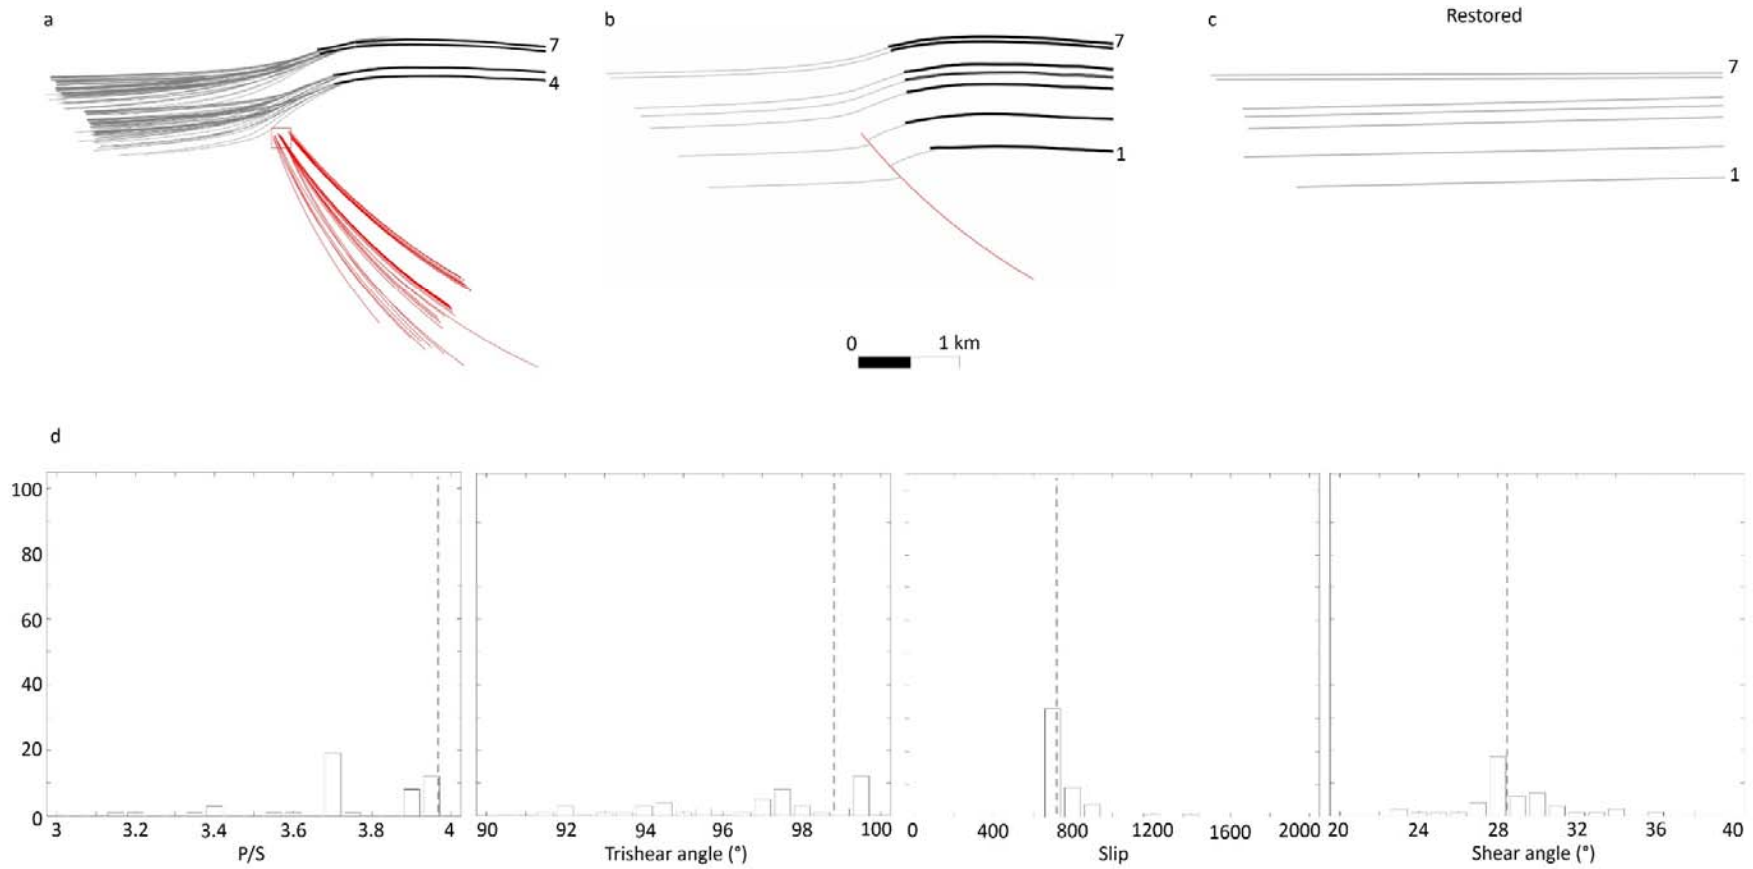 a
b
c
Restored
7
4
7
1
7
1
0
1 km
d
100
80
60
40
20
0
3 3.2 3.4 3.6 3.8 4
P/S
90 92 94 96 98 100
Trishear angle (°)
0 400 800 1200 1600 2000
Slip
20 24 28 32 36 40
Shear angle (°)